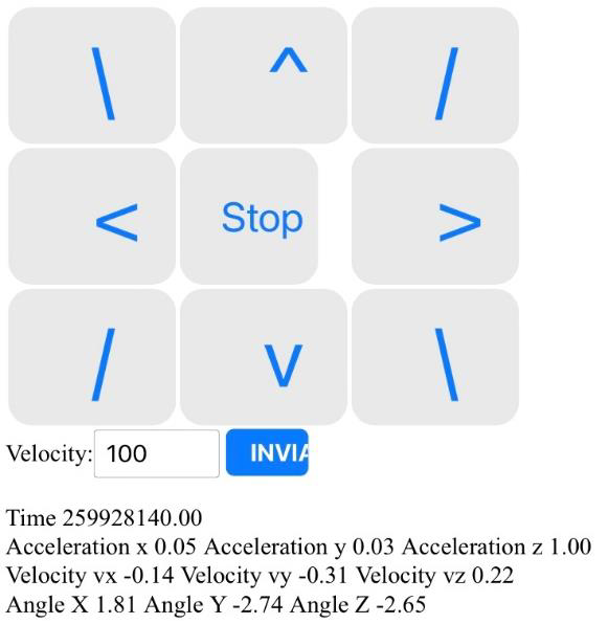 \ ^ /
< Stop >
/ v \
Velocity: 100 INVIA
Time 259928140.00
Acceleration x 0.05 Acceleration y 0.03 Acceleration z 1.00
Velocity vx -0.14 Velocity vy -0.31 Velocity vz 0.22
Angle X 1.81 Angle Y -2.74 Angle Z -2.65